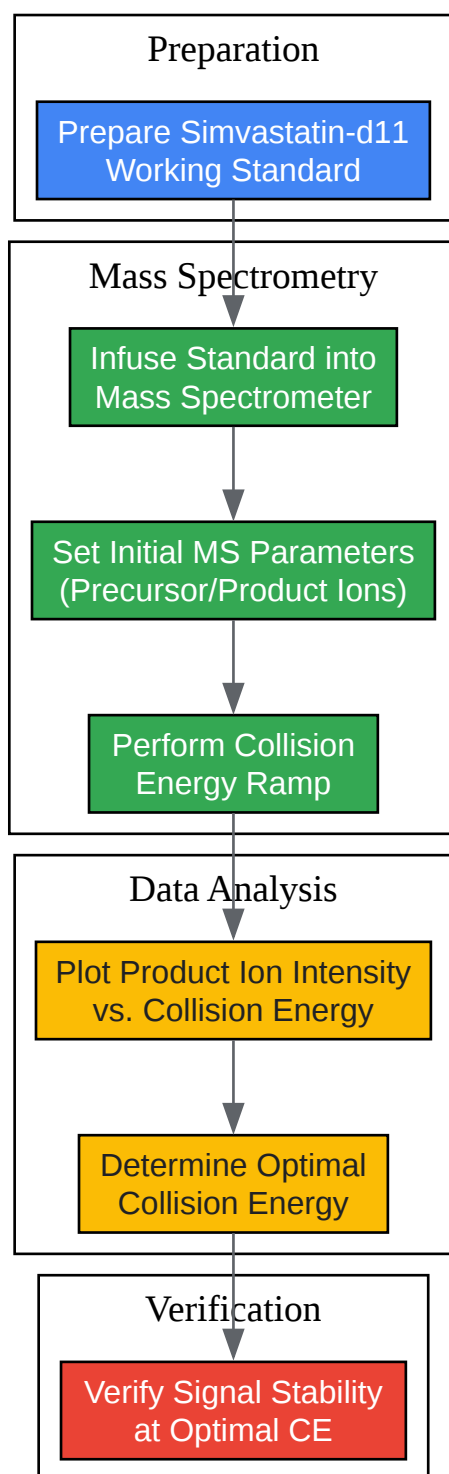 Preparation
Prepare Simvastatin-d11
Working Standard
Mass Spectrometry
Infuse Standard into
Mass Spectrometer
Set Initial MS Parameters
(Precursor/Product Ions)
Perform Collision
Energy Ramp
Data Analysis
Plot Product Ion Intensity
vs. Collision Energy
Determine Optimal
Collision Energy
Verification
Verify Signal Stability
at Optimal CE